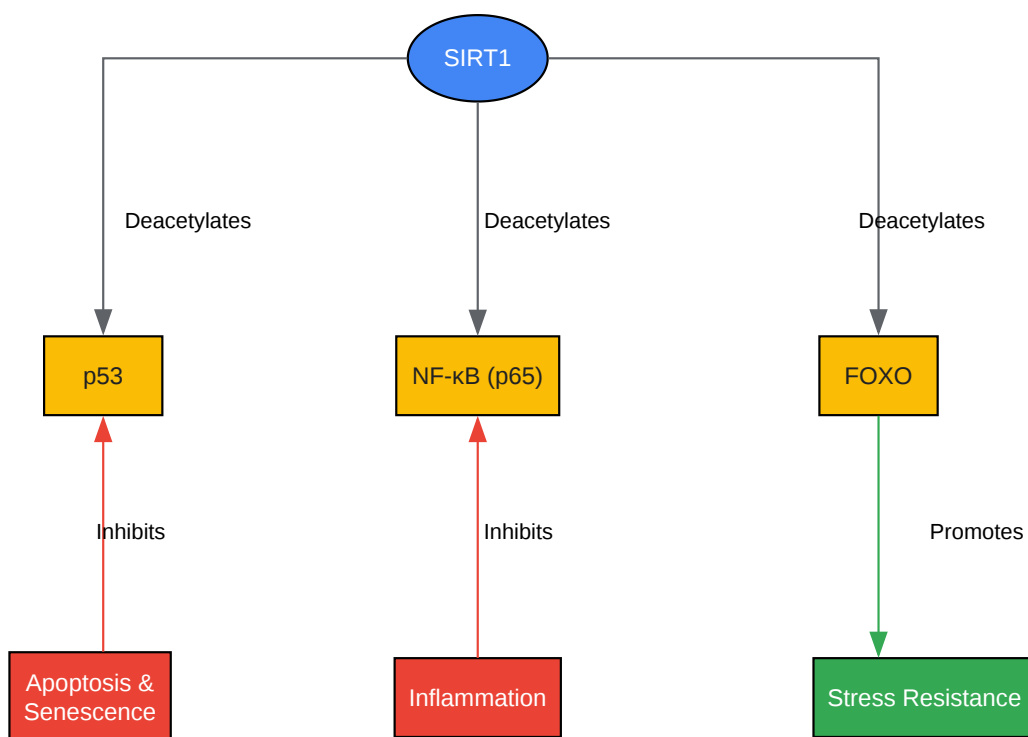 SIRT1
Deacetylates
Deacetylates
Deacetylates
p53
NF-κB (p65)
FOXO
Inhibits
Inhibits
Promotes
Apoptosis &
Senescence
Inflammation
Stress Resistance